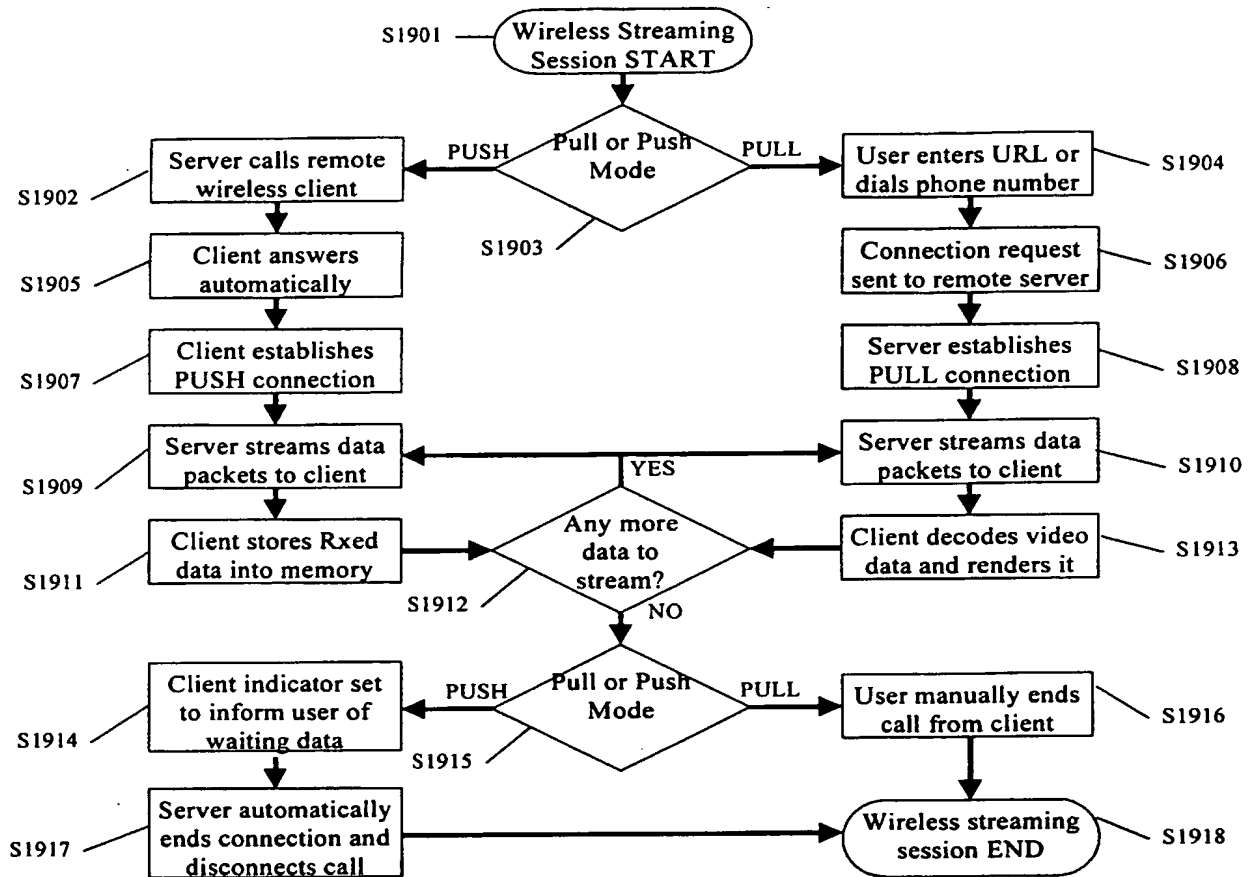 S1901
Wireless Streaming
Session START
Pull or Push
Mode
PUSH
PULL
S1903
S1902
Server calls remote
wireless client
User enters URL or
dials phone number
S1904
S1905
Client answers
automatically
Connection request
sent to remote server
S1906
S1907
Client establishes
PUSH connection
Server establishes
PULL connection
S1908
S1909
Server streams data
packets to client
YES
Server streams data
packets to client
S1910
S1911
Client stores Rxed
data into memory
Any more
data to
stream?
S1912
NO
Client decodes video
data and renders it
S1913
S1914
Client indicator set
to inform user of
waiting data
PUSH
Pull or Push
Mode
PULL
S1915
User manually ends
call from client
S1916
S1917
Server automatically
ends connection and
disconnects call
Wireless streaming
session END
S1918